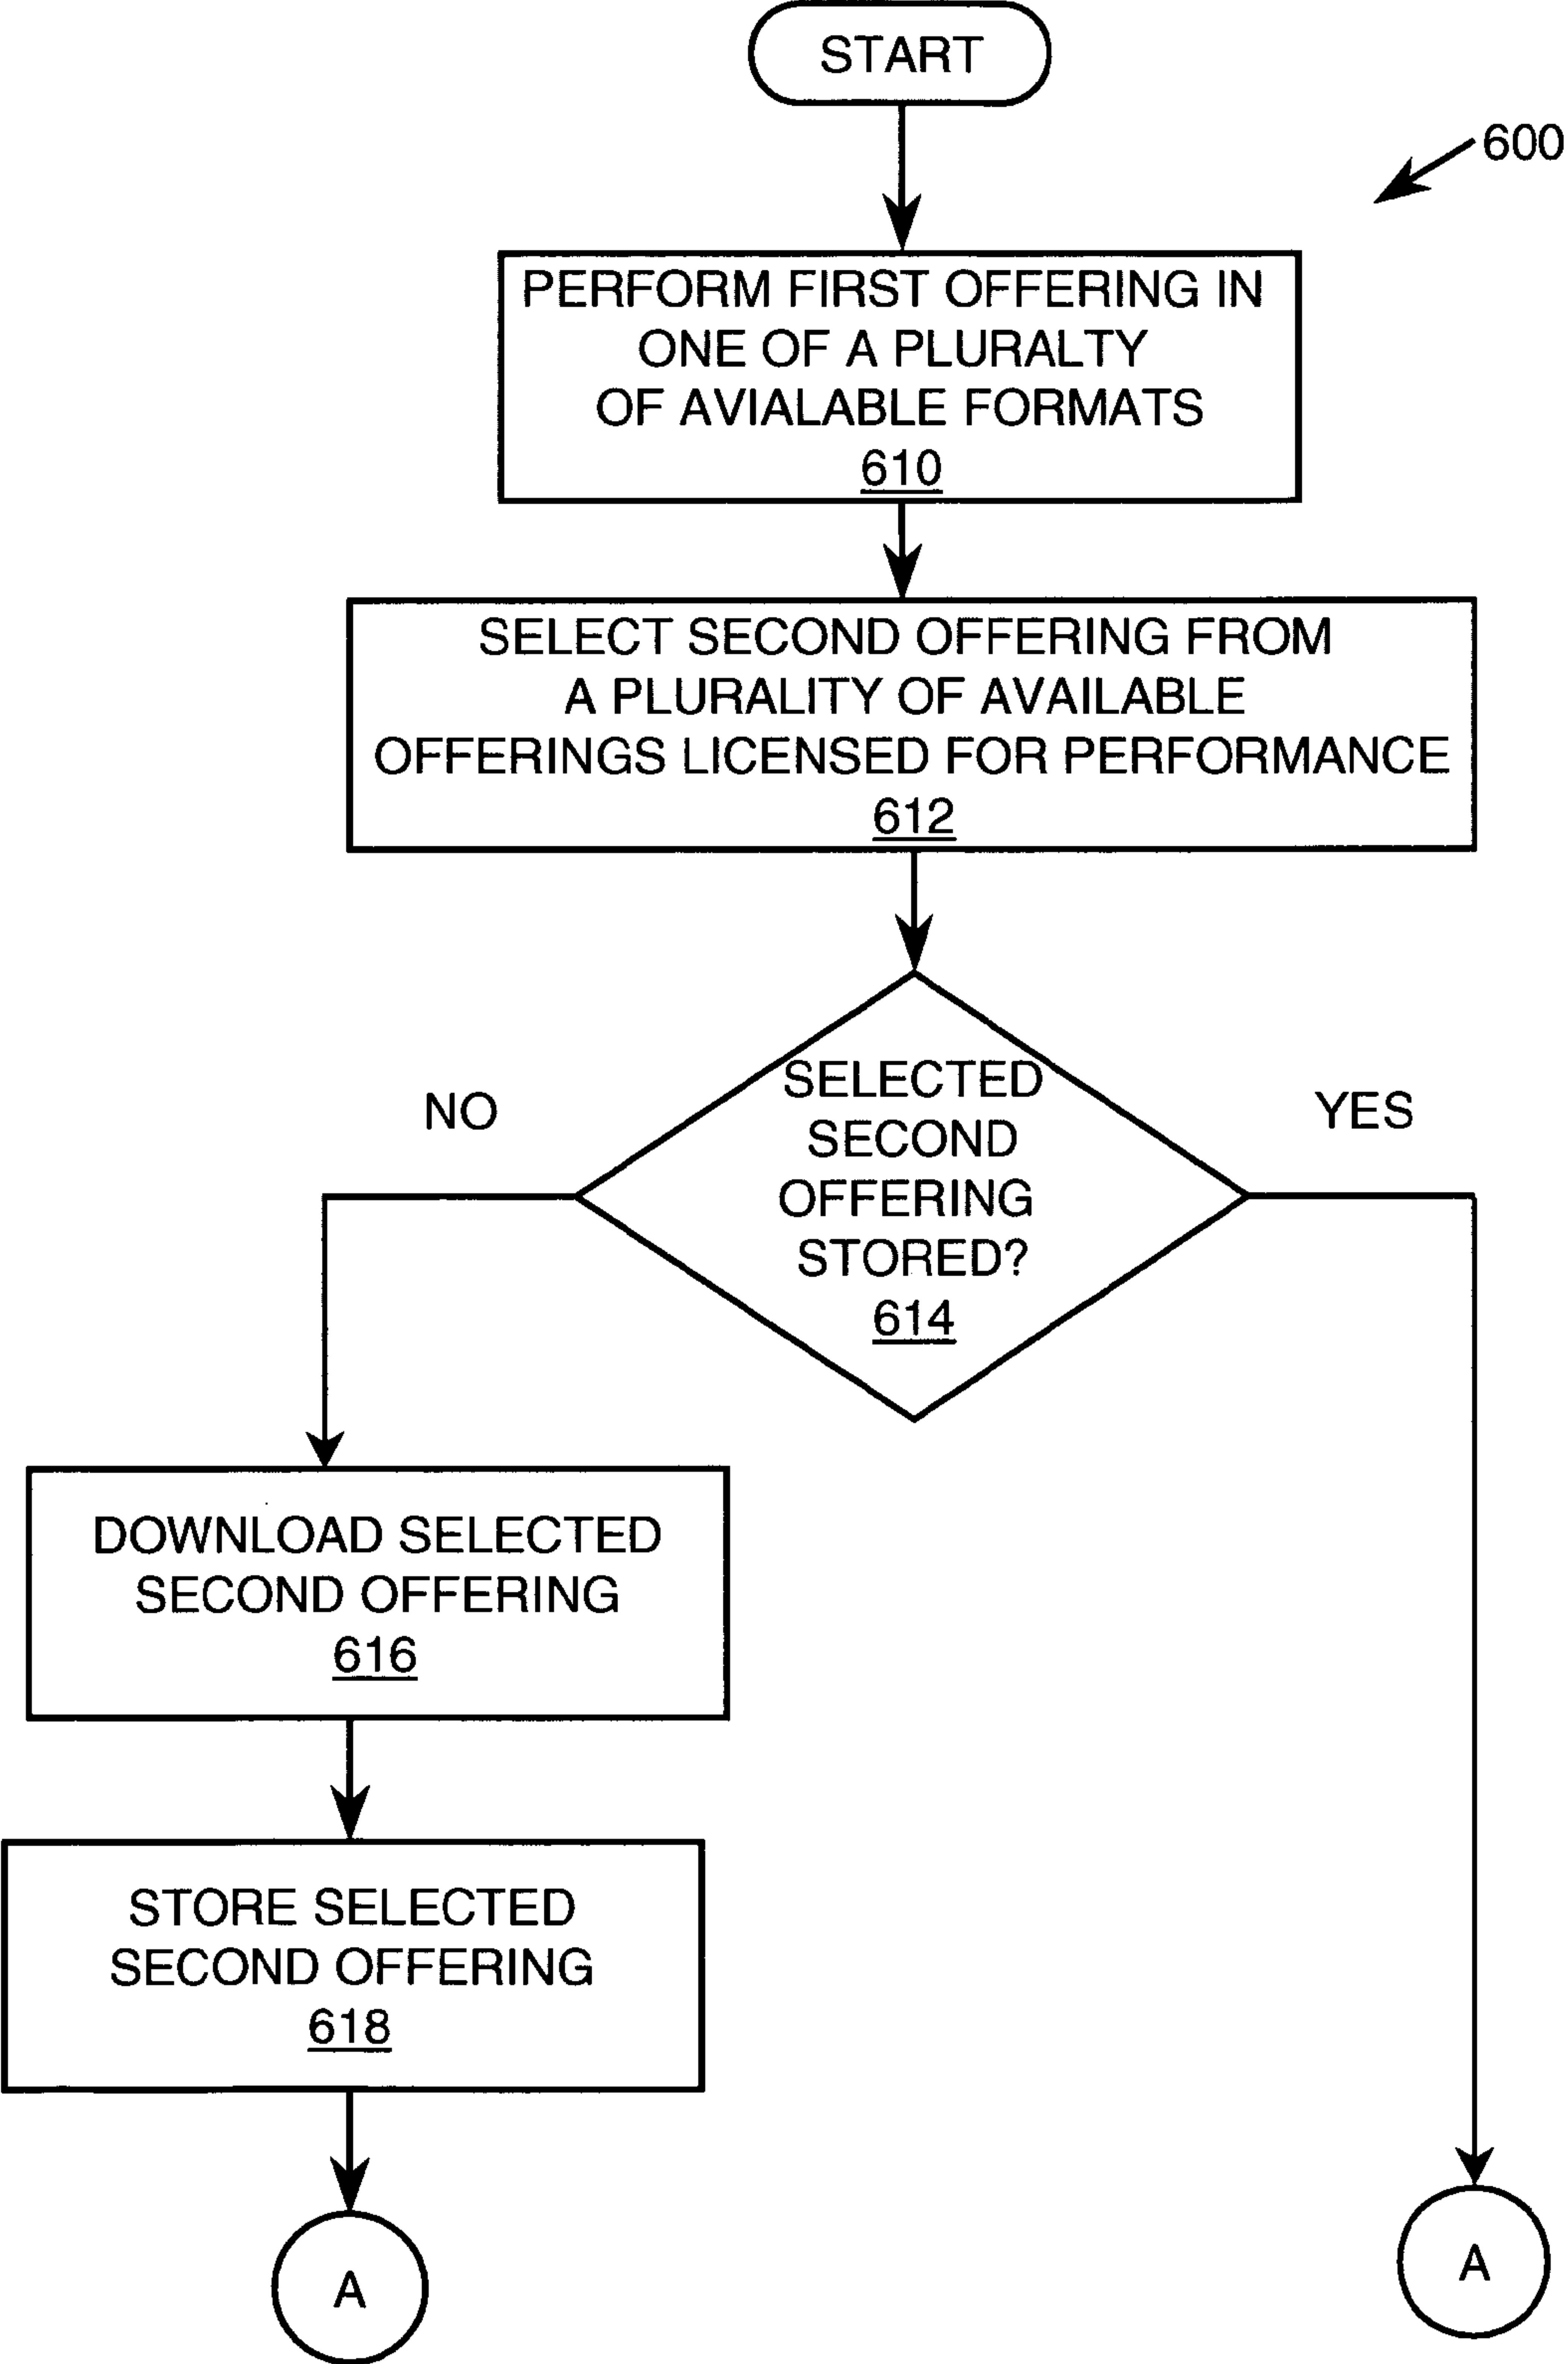 START
600
PERFORM FIRST OFFERING IN
ONE OF A PLURALTY
OF AVIALABLE FORMATS
610
SELECT SECOND OFFERING FROM
A PLURALITY OF AVAILABLE
OFFERINGS LICENSED FOR PERFORMANCE
612
SELECTED
SECOND
OFFERING
STORED?
614
NO
YES
DOWNLOAD SELECTED
SECOND OFFERING
616
STORE SELECTED
SECOND OFFERING
618
A
A